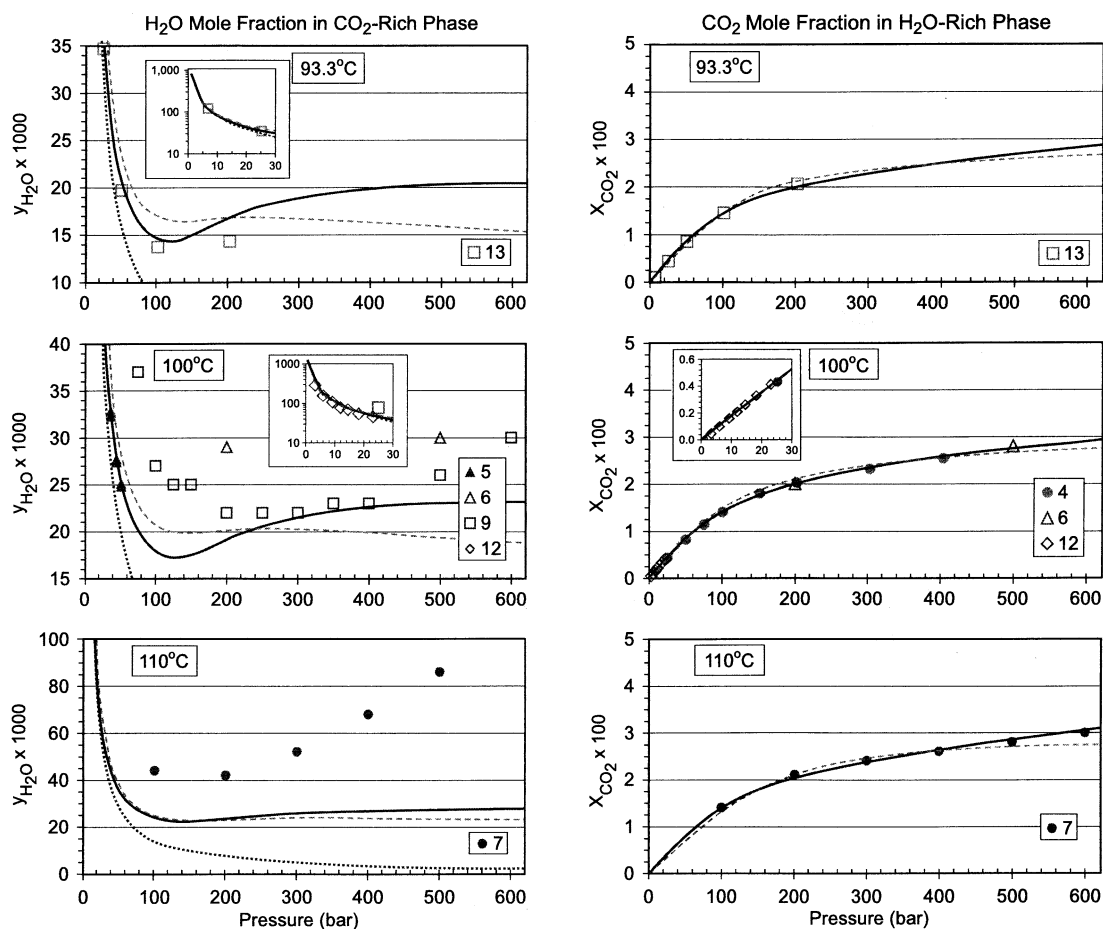 H₂O Mole Fraction in CO₂-Rich Phase
CO₂ Mole Fraction in H₂O-Rich Phase
35
30
25
20
15
10
yH₂O x 1000
93.3°C
1,000
100
10
0 10 20 30
13
0 100 200 300 400 500 600
5
4
3
2
1
0
XCO₂ x 100
93.3°C
13
0 100 200 300 400 500 600
40
35
30
25
20
15
yH₂O x 1000
100°C
1000
100
10
0 10 20 30
5
6
9
12
0 100 200 300 400 500 600
5
4
3
2
1
0
XCO₂ x 100
100°C
0.6
0.4
0.2
0.0
0 10 20 30
4
6
12
0 100 200 300 400 500 600
100
80
60
40
20
0
yH₂O x 1000
110°C
7
0 100 200 300 400 500 600
Pressure (bar)
5
4
3
2
1
0
XCO₂ x 100
110°C
7
0 100 200 300 400 500 600
Pressure (bar)